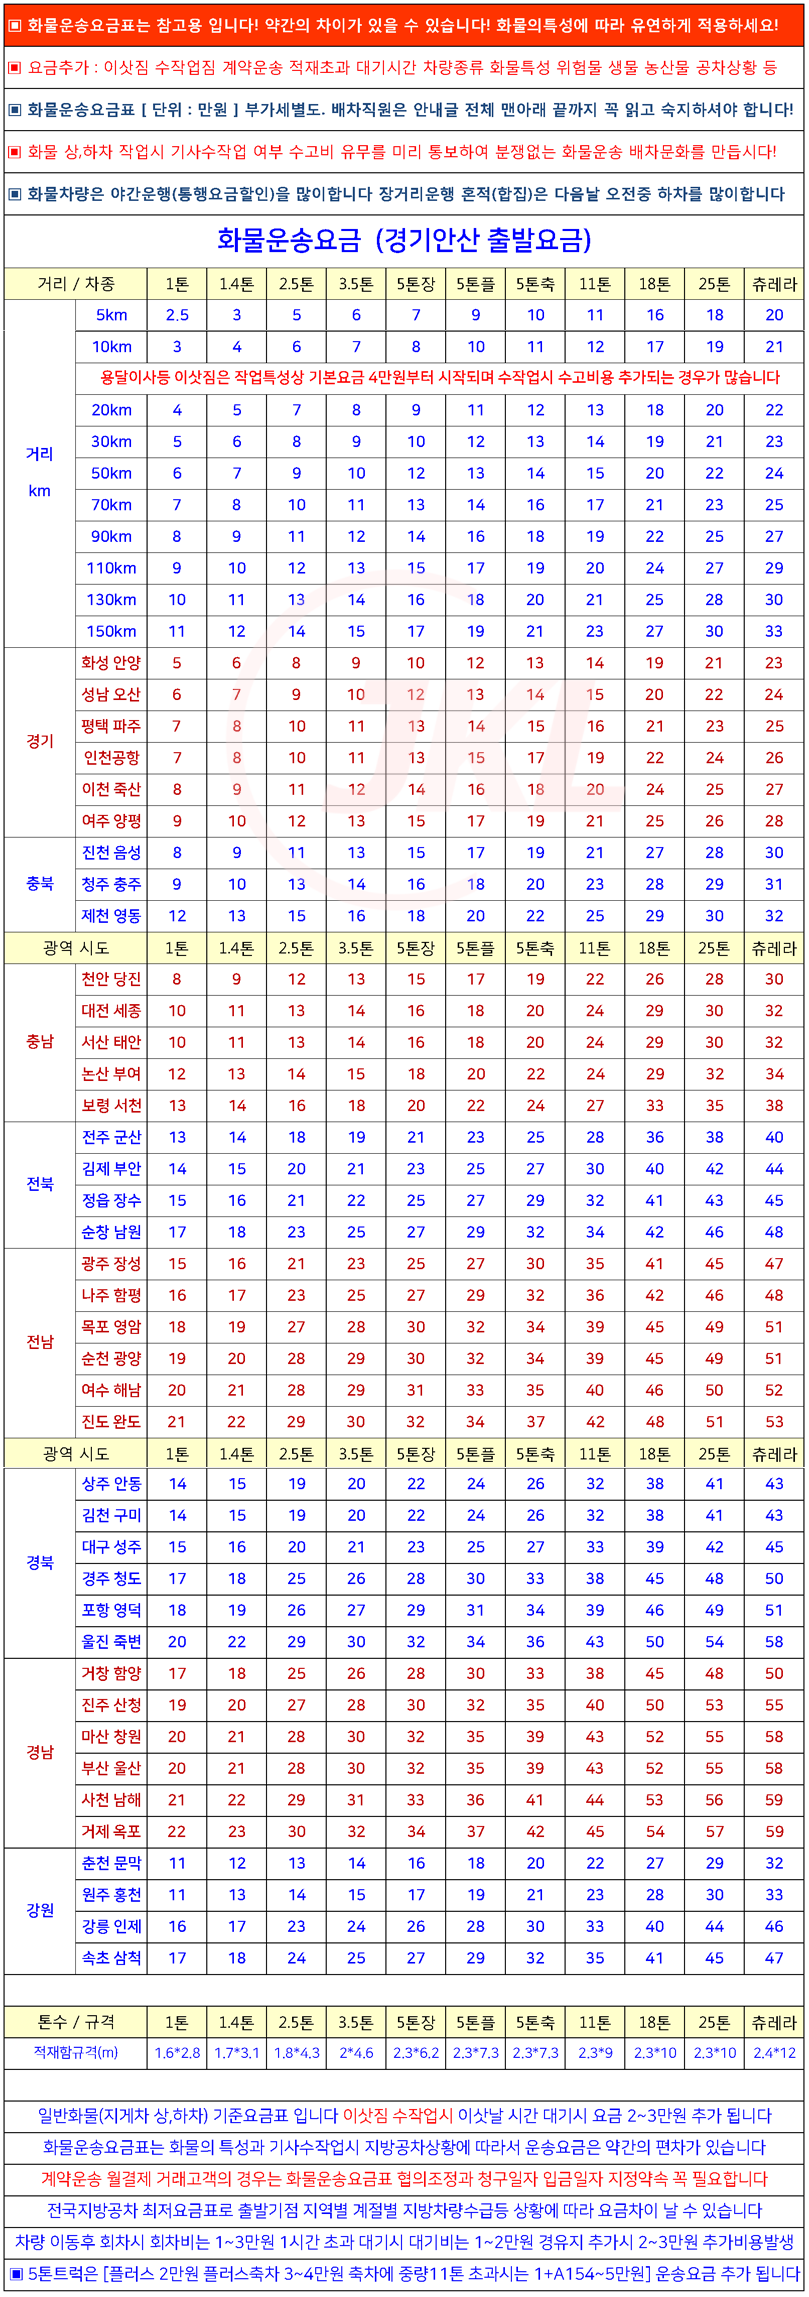 ▣ 화물운송요금표는 참고용 입니다! 약간의 차이가 있을 수 있습니다! 화물의특성에 따라 유연하게 적용하세요!
▣ 요금추가 : 이삿짐 수작업짐 계약운송 적재초과 대기시간 차량종류 화물특성 위험물 생물 농산물 공차상황 등
▣ 화물운송요금표 [ 단위 : 만원 ] 부가세별도. 배차직원은 안내글 전체 맨아래 끝까지 꼭 읽고 숙지하셔야 합니다!
▣ 화물 상,하차 작업시 기사수작업 여부 수고비 유무를 미리 통보하여 분쟁없는 화물운송 배차문화를 만듭시다!
▣ 화물차량은 야간운행(통행요금할인)을 많이합니다 장거리운행 혼적(합짐)은 다음날 오전중 하차를 많이합니다
화물운송요금 (경기안산 출발요금)
거리 / 차종 1톤 1.4톤 2.5톤 3.5톤 5톤장 5톤플 5톤축 11톤 18톤 25톤 츄레라
5km 2.5 3 5 6 7 9 10 11 16 18 20
10km 3 4 6 7 8 10 11 12 17 19 21
용달이사등 이삿짐은 작업특성상 기본요금 4만원부터 시작되며 수작업시 수고비용 추가되는 경우가 많습니다
20km 4 5 7 8 9 11 12 13 18 20 22
30km 5 6 8 9 10 12 13 14 19 21 23
거리 km
50km 6 7 9 10 12 13 14 15 20 22 24
70km 7 8 10 11 13 14 16 17 21 23 25
90km 8 9 11 12 14 16 18 19 22 25 27
110km 9 10 12 13 15 17 19 20 24 27 29
130km 10 11 13 14 16 18 20 21 25 28 30
150km 11 12 14 15 17 19 21 23 27 30 33
경기
화성 안양 5 6 8 9 10 12 13 14 19 21 23
성남 오산 6 7 9 10 12 13 14 15 20 22 24
평택 파주 7 8 10 11 13 14 15 16 21 23 25
인천공항 7 8 10 11 13 15 17 19 22 24 26
이천 죽산 8 9 11 12 14 16 18 20 24 25 27
여주 양평 9 10 12 13 15 17 19 21 25 26 28
JKL
충북
진천 음성 8 9 11 13 15 17 19 21 27 28 30
청주 충주 9 10 13 14 16 18 20 23 28 29 31
제천 영동 12 13 15 16 18 20 22 25 29 30 32
광역 시도 1톤 1.4톤 2.5톤 3.5톤 5톤장 5톤플 5톤축 11톤 18톤 25톤 츄레라
충남
천안 당진 8 9 12 13 15 17 19 22 26 28 30
대전 세종 10 11 13 14 16 18 20 24 29 30 32
서산 태안 10 11 13 14 16 18 20 24 29 30 32
논산 부여 12 13 14 15 18 20 22 24 29 32 34
보령 서천 13 14 16 18 20 22 24 27 33 35 38
전북
전주 군산 13 14 18 19 21 23 25 28 36 38 40
김제 부안 14 15 20 21 23 25 27 30 40 42 44
정읍 장수 15 16 21 22 25 27 29 32 41 43 45
순창 남원 17 18 23 25 27 29 32 34 42 46 48
전남
광주 장성 15 16 21 23 25 27 30 35 41 45 47
나주 함평 16 17 23 25 27 29 32 36 42 46 48
목포 영암 18 19 27 28 30 32 34 39 45 49 51
순천 광양 19 20 28 29 30 32 34 39 45 49 51
여수 해남 20 21 28 29 31 33 35 40 46 50 52
진도 완도 21 22 29 30 32 34 37 42 48 51 53
광역 시도 1톤 1.4톤 2.5톤 3.5톤 5톤장 5톤플 5톤축 11톤 18톤 25톤 츄레라
경북
상주 안동 14 15 19 20 22 24 26 32 38 41 43
김천 구미 14 15 19 20 22 24 26 32 38 41 43
대구 성주 15 16 20 21 23 25 27 33 39 42 45
경주 청도 17 18 25 26 28 30 33 38 45 48 50
포항 영덕 18 19 26 27 29 31 34 39 46 49 51
울진 죽변 20 22 29 30 32 34 36 43 50 54 58
경남
거창 함양 17 18 25 26 28 30 33 38 45 48 50
진주 산청 19 20 27 28 30 32 35 40 50 53 55
마산 창원 20 21 28 30 32 35 39 43 52 55 58
부산 울산 20 21 28 30 32 35 39 43 52 55 58
사천 남해 21 22 29 31 33 36 41 44 53 56 59
거제 옥포 22 23 30 32 34 37 42 45 54 57 59
강원
춘천 문막 11 12 13 14 16 18 20 22 27 29 32
원주 홍천 11 13 14 15 17 19 21 23 28 30 33
강릉 인제 16 17 23 24 26 28 30 33 40 44 46
속초 삼척 17 18 24 25 27 29 32 35 41 45 47
톤수 / 규격 1톤 1.4톤 2.5톤 3.5톤 5톤장 5톤플 5톤축 11톤 18톤 25톤 츄레라
적재함규격(m) 1.6*2.8 1.7*3.1 1.8*4.3 2*4.6 2.3*6.2 2.3*7.3 2.3*7.3 2.3*9 2.3*10 2.3*10 2.4*12
일반화물(지게차 상,하차) 기준요금표 입니다 이삿짐 수작업시 이삿날 시간 대기시 요금 2~3만원 추가 됩니다
화물운송요금표는 화물의 특성과 기사수작업시 지방공차상황에 따라서 운송요금은 약간의 편차가 있습니다
계약운송 월결제 거래고객의 경우는 화물운송요금표 협의조정과 청구일자 입금일자 지정약속 꼭 필요합니다
전국지방공차 최저요금표로 출발기점 지역별 계절별 지방차량수급등 상황에 따라 요금차이 날 수 있습니다
차량 이동후 회차시 회차비는 1~3만원 1시간 초과 대기시 대기비는 1~2만원 경유지 추가시 2~3만원 추가비용발생
▣ 5톤트럭은 [플러스 2만원 플러스축차 3~4만원 축차에 중량11톤 초과시는 1+A154~5만원] 운송요금 추가 됩니다